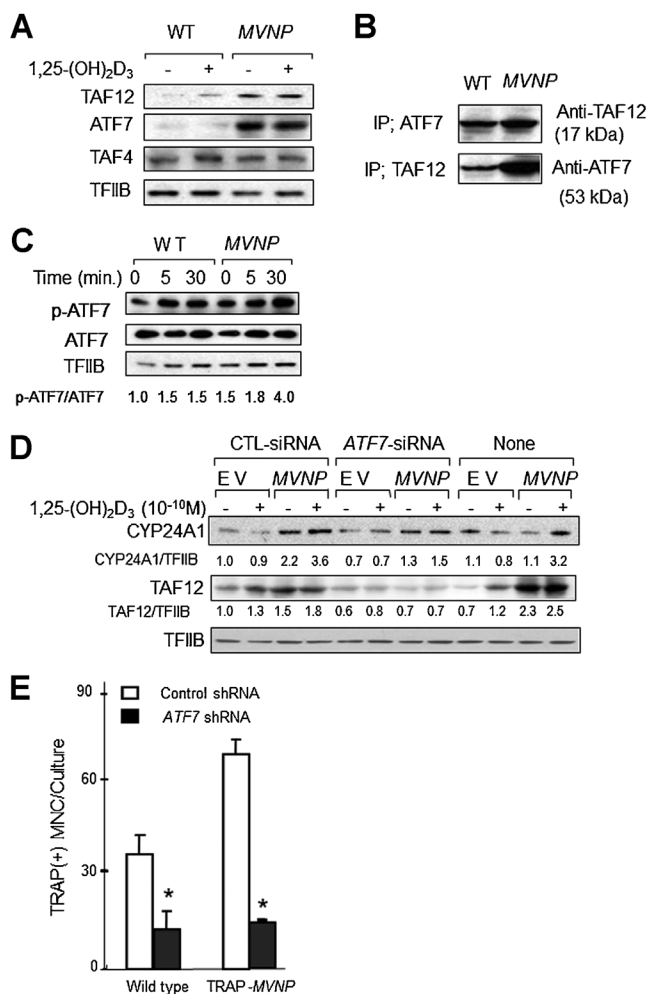 A
WT MVNP
1,25-(OH)2D3 - + - +
TAF12
ATF7
TAF4
TFIIB
B
WT MVNP
IP; ATF7 Anti-TAF12
(17 kDa)
IP; TAF12 Anti-ATF7
(53 kDa)
C
WT MVNP
Time (min.) 0 5 30 0 5 30
p-ATF7
ATF7
TFIIB
p-ATF7/ATF7 1.0 1.5 1.5 1.5 1.8 4.0
D
CTL-siRNA ATF7-siRNA None
EV MVNP EV MVNP EV MVNP
1,25-(OH)2D3 (10-10M) - + - + - + - + - + - +
CYP24A1
CYP24A1/TFIIB 1.0 0.9 2.2 3.6 0.7 0.7 1.3 1.5 1.1 0.8 1.1 3.2
TAF12
TAF12/TFIIB 1.0 1.3 1.5 1.8 0.6 0.8 0.7 0.7 0.7 1.2 2.3 2.5
TFIIB
E
Control shRNA
ATF7 shRNA
TRAP(+) MNC/Culture
90
60
30
0
* *
Wild type TRAP-MVNP